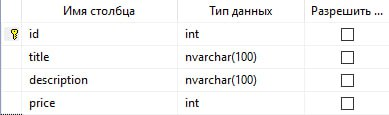 Имя столбца Тип данных Разрешить ...
id int
title nvarchar(100)
description nvarchar(100)
price int